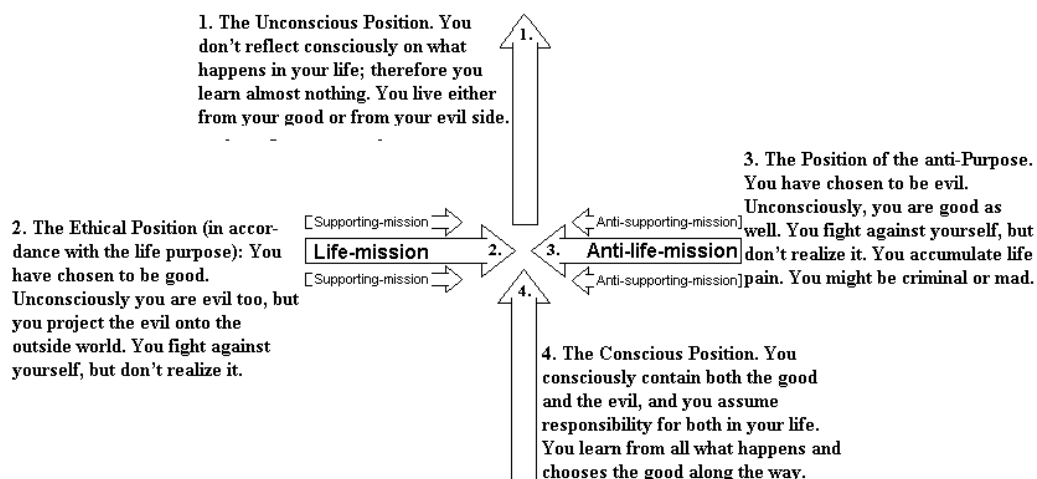 1. The Unconscious Position. You
don't reflect consciously on what
happens in your life; therefore you
learn almost nothing. You live either
from your good or from your evil side.
1.
3. The Position of the anti-Purpose.
You have chosen to be evil.
Unconsciously, you are good as
well. You fight against yourself, but
don't realize it. You accumulate life
pain. You might be criminal or mad.
2. The Ethical Position (in accor-
dance with the life purpose): You
have chosen to be good.
Unconsciously you are evil too, but
you project the evil onto the
outside world. You fight against
yourself, but don't realize it.
[Supporting-mission
Life-mission 2.
[Supporting-mission
Anti-supporting-mission]
3. Anti-life-mission
Anti-supporting-mission]
4.
4. The Conscious Position. You
consciously contain both the good
and the evil, and you assume
responsibility for both in your life.
You learn from all what happens and
chooses the good along the way.